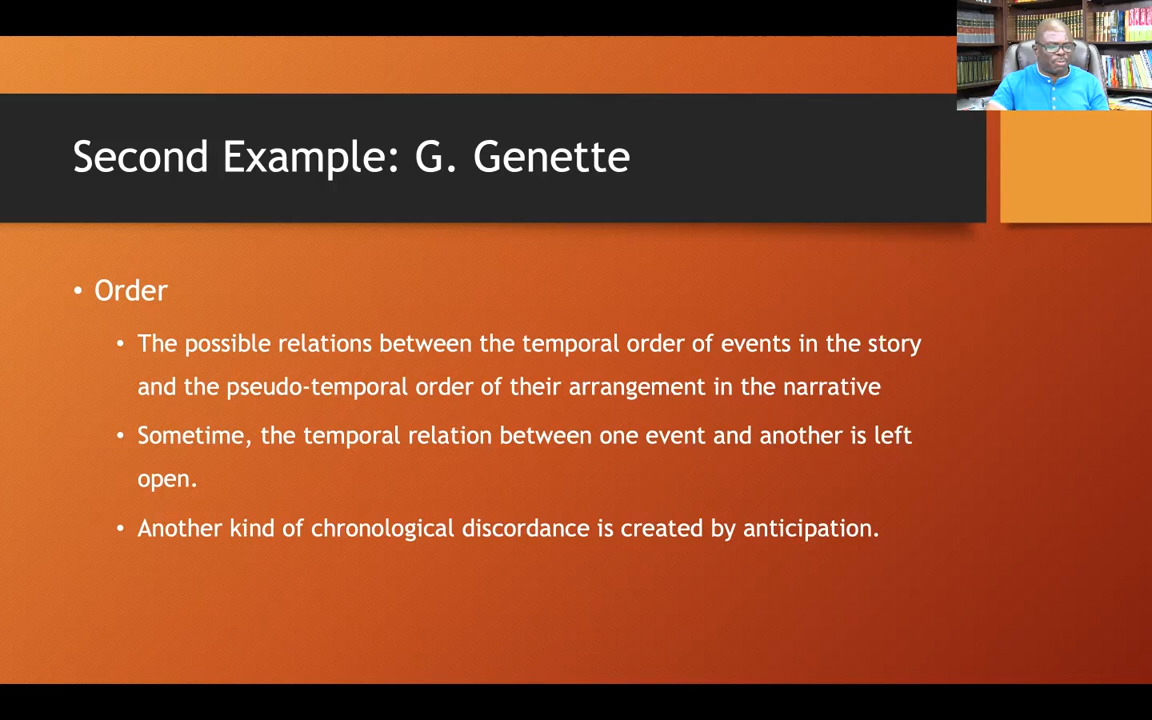 Second Example: G. Genette
• Order
• The possible relations between the temporal order of events in the story
and the pseudo-temporal order of their arrangement in the narrative
• Sometime, the temporal relation between one event and another is left
open.
• Another kind of chronological discordance is created by anticipation.